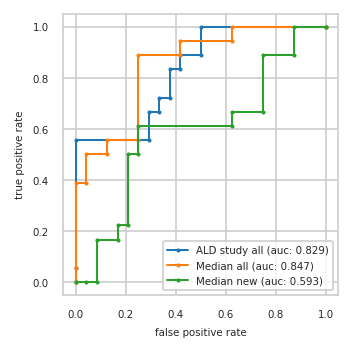 1.0
0.8
0.6
0.4
0.2
0.0
true positive rate
ALD study all (auc: 0.829)
Median all (auc: 0.847)
Median new (auc: 0.593)
0.0 0.2 0.4 0.6 0.8 1.0
false positive rate